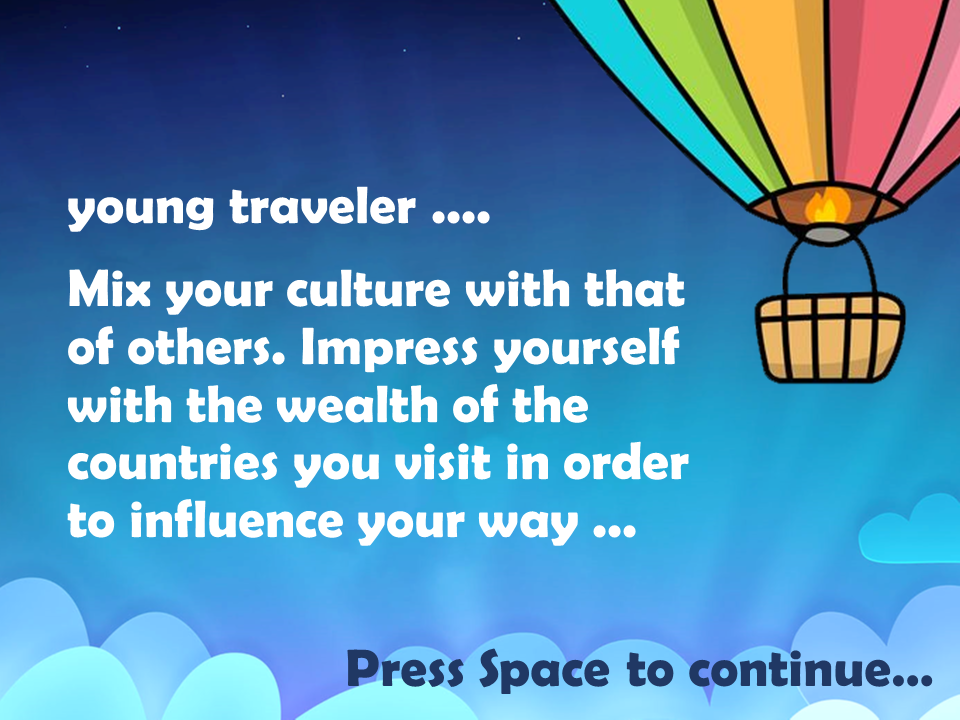 young traveler ....
Mix your culture with that
of others. Impress yourself
with the wealth of the
countries you visit in order
to influence your way ...
Press Space to continue...